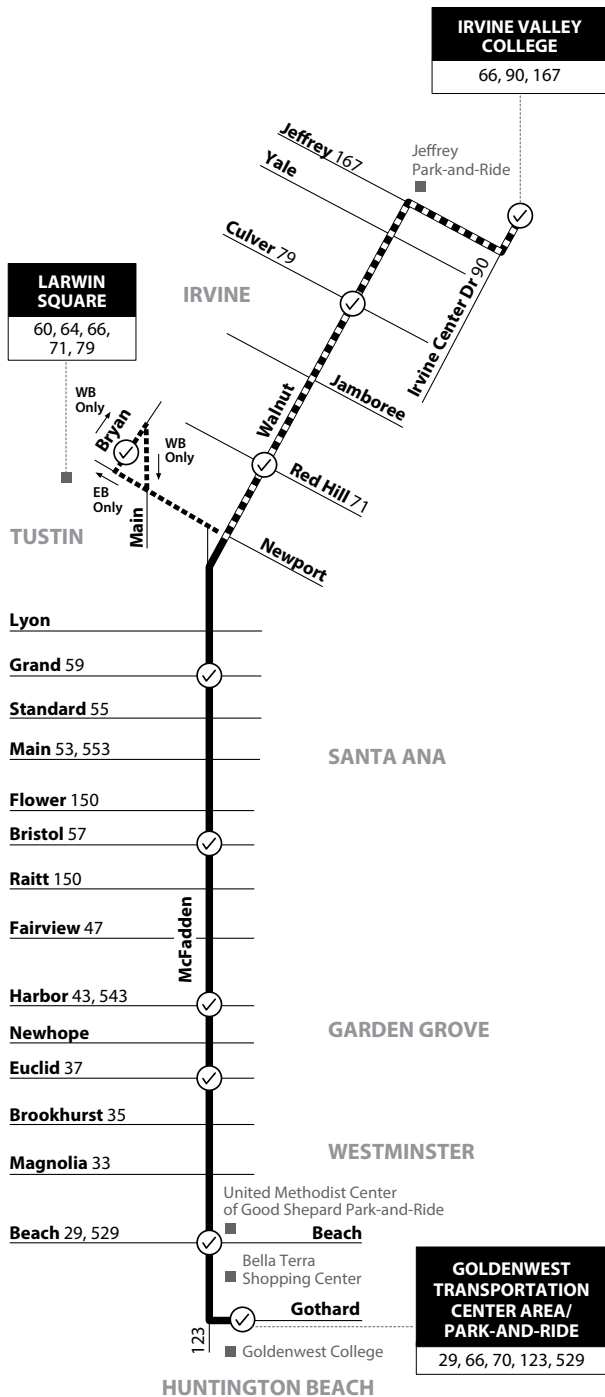 IRVINE VALLEY
COLLEGE
66, 90, 167
Jeffrey 167
Yale
Jeffrey
Park-and-Ride
Culver 79
Irvine Center Dr 90
IRVINE
LARWIN
SQUARE
60, 64, 66,
71, 79
Jamboree
Walnut
WB
Only
Bryan
WB
Only
Red Hill 71
EB
Only
Main
TUSTIN
Newport
Lyon
Grand 59
Standard 55
Main 53, 553
SANTA ANA
Flower 150
Bristol 57
Raitt 150
McFadden
Fairview 47
Harbor 43, 543
Newhope
GARDEN GROVE
Euclid 37
Brookhurst 35
WESTMINSTER
Magnolia 33
United Methodist Center
of Good Shepard Park-and-Ride
Beach 29, 529
Beach
Bella Terra
Shopping Center
GOLDENWEST
TRANSPORTATION
CENTER AREA/
PARK-AND-RIDE
29, 66, 70, 123, 529
Gothard
123
Goldenwest College
HUNTINGTON BEACH